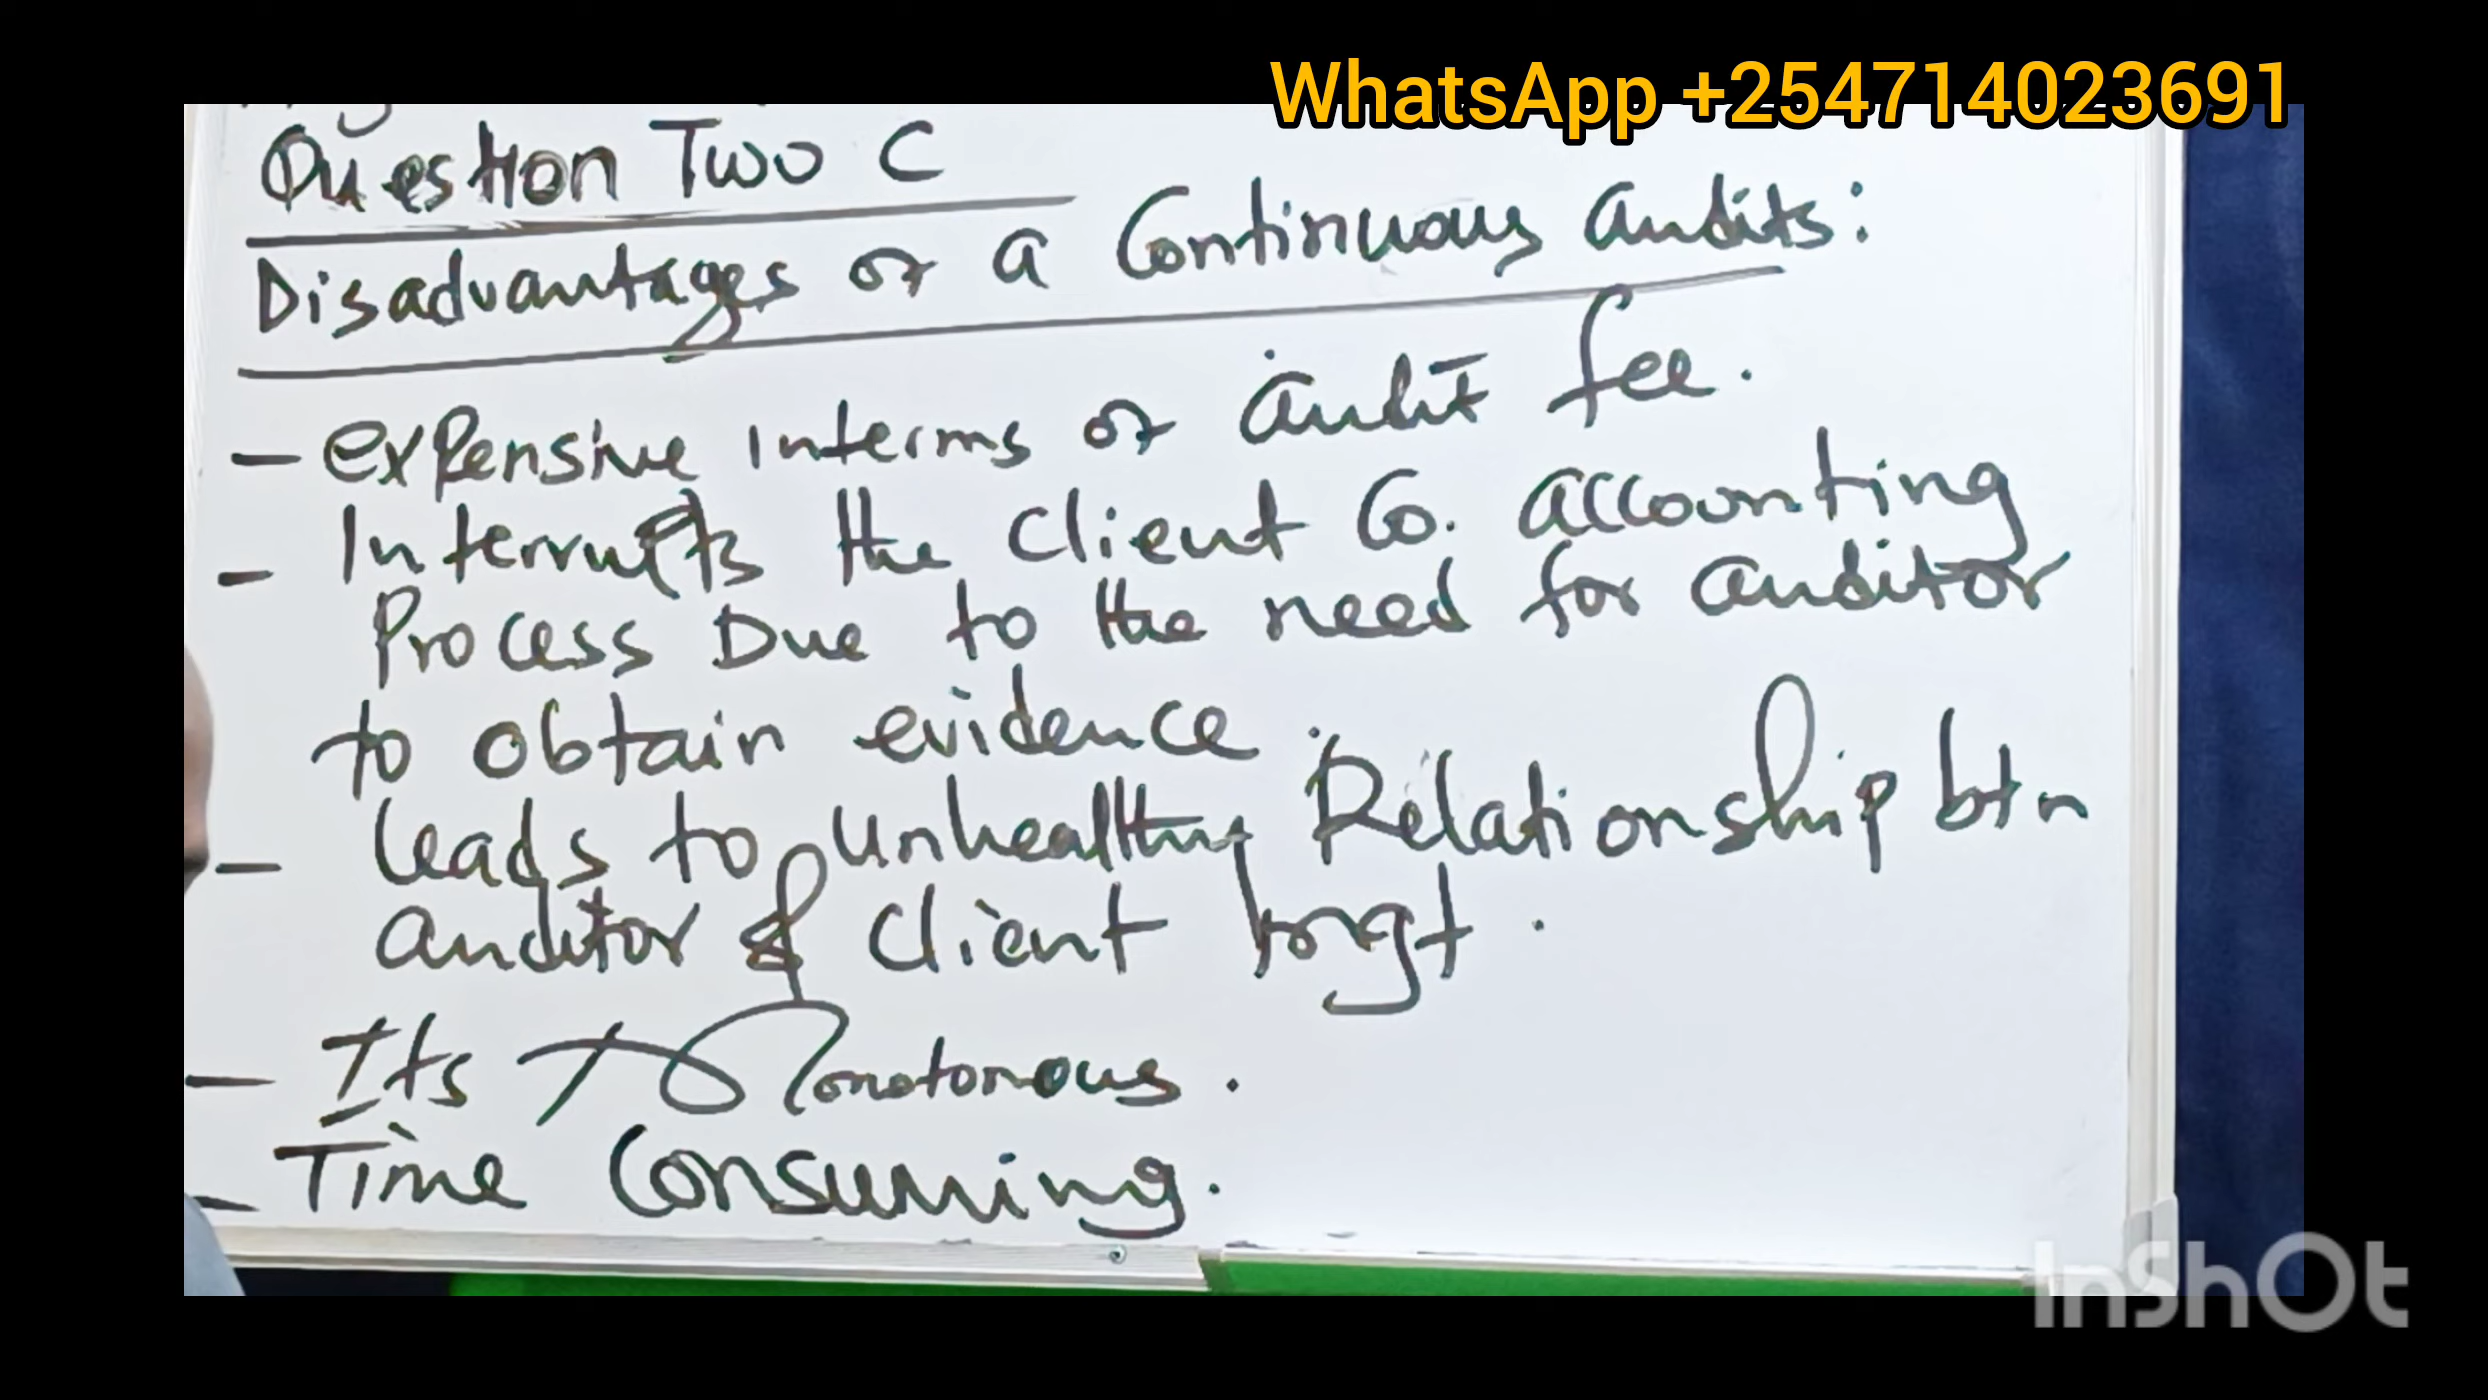 WhatsApp +254714023691
Question Two C
Disadvantages of a Continuous audits:
- expensive interms of audit fee.
- Interrupts the client Co. accounting
Process Due to the need for auditor
to obtain evidence.
- leads to unhealthy Relationship btn
auditor & client mgt.
- Its Monotonous.
- Time Consuming.
InShOt